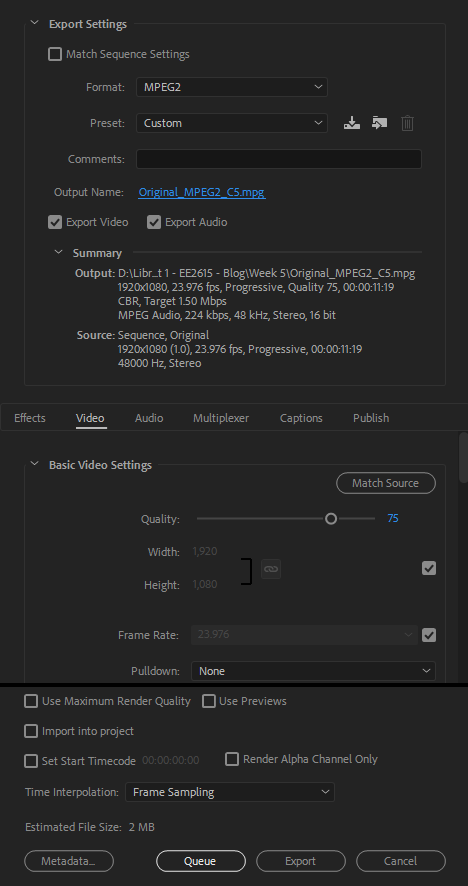 Export Settings
Match Sequence Settings
Format: MPEG2
Preset: Custom
Comments:
Output Name: Original_MPEG2_C5.mpg
Export Video Export Audio
Summary
Output: D:\Libr..t 1 - EE2615 - Blog\Week 5\Original_MPEG2_C5.mpg
1920x1080, 23.976 fps, Progressive, Quality 75, 00:00:11:19
CBR, Target 1.50 Mbps
MPEG Audio, 224 kbps, 48 kHz, Stereo, 16 bit
Source: Sequence, Original
1920x1080 (1.0), 23.976 fps, Progressive, 00:00:11:19
48000 Hz, Stereo
Effects Video Audio Multiplexer Captions Publish
Basic Video Settings
Match Source
Quality: 75
Width: 1,920
Height: 1,080
Frame Rate: 23.976
Pulldown: None
Use Maximum Render Quality Use Previews
Import into project
Set Start Timecode 00:00:00:00 Render Alpha Channel Only
Time Interpolation: Frame Sampling
Estimated File Size: 2 MB
Metadata... Queue Export Cancel